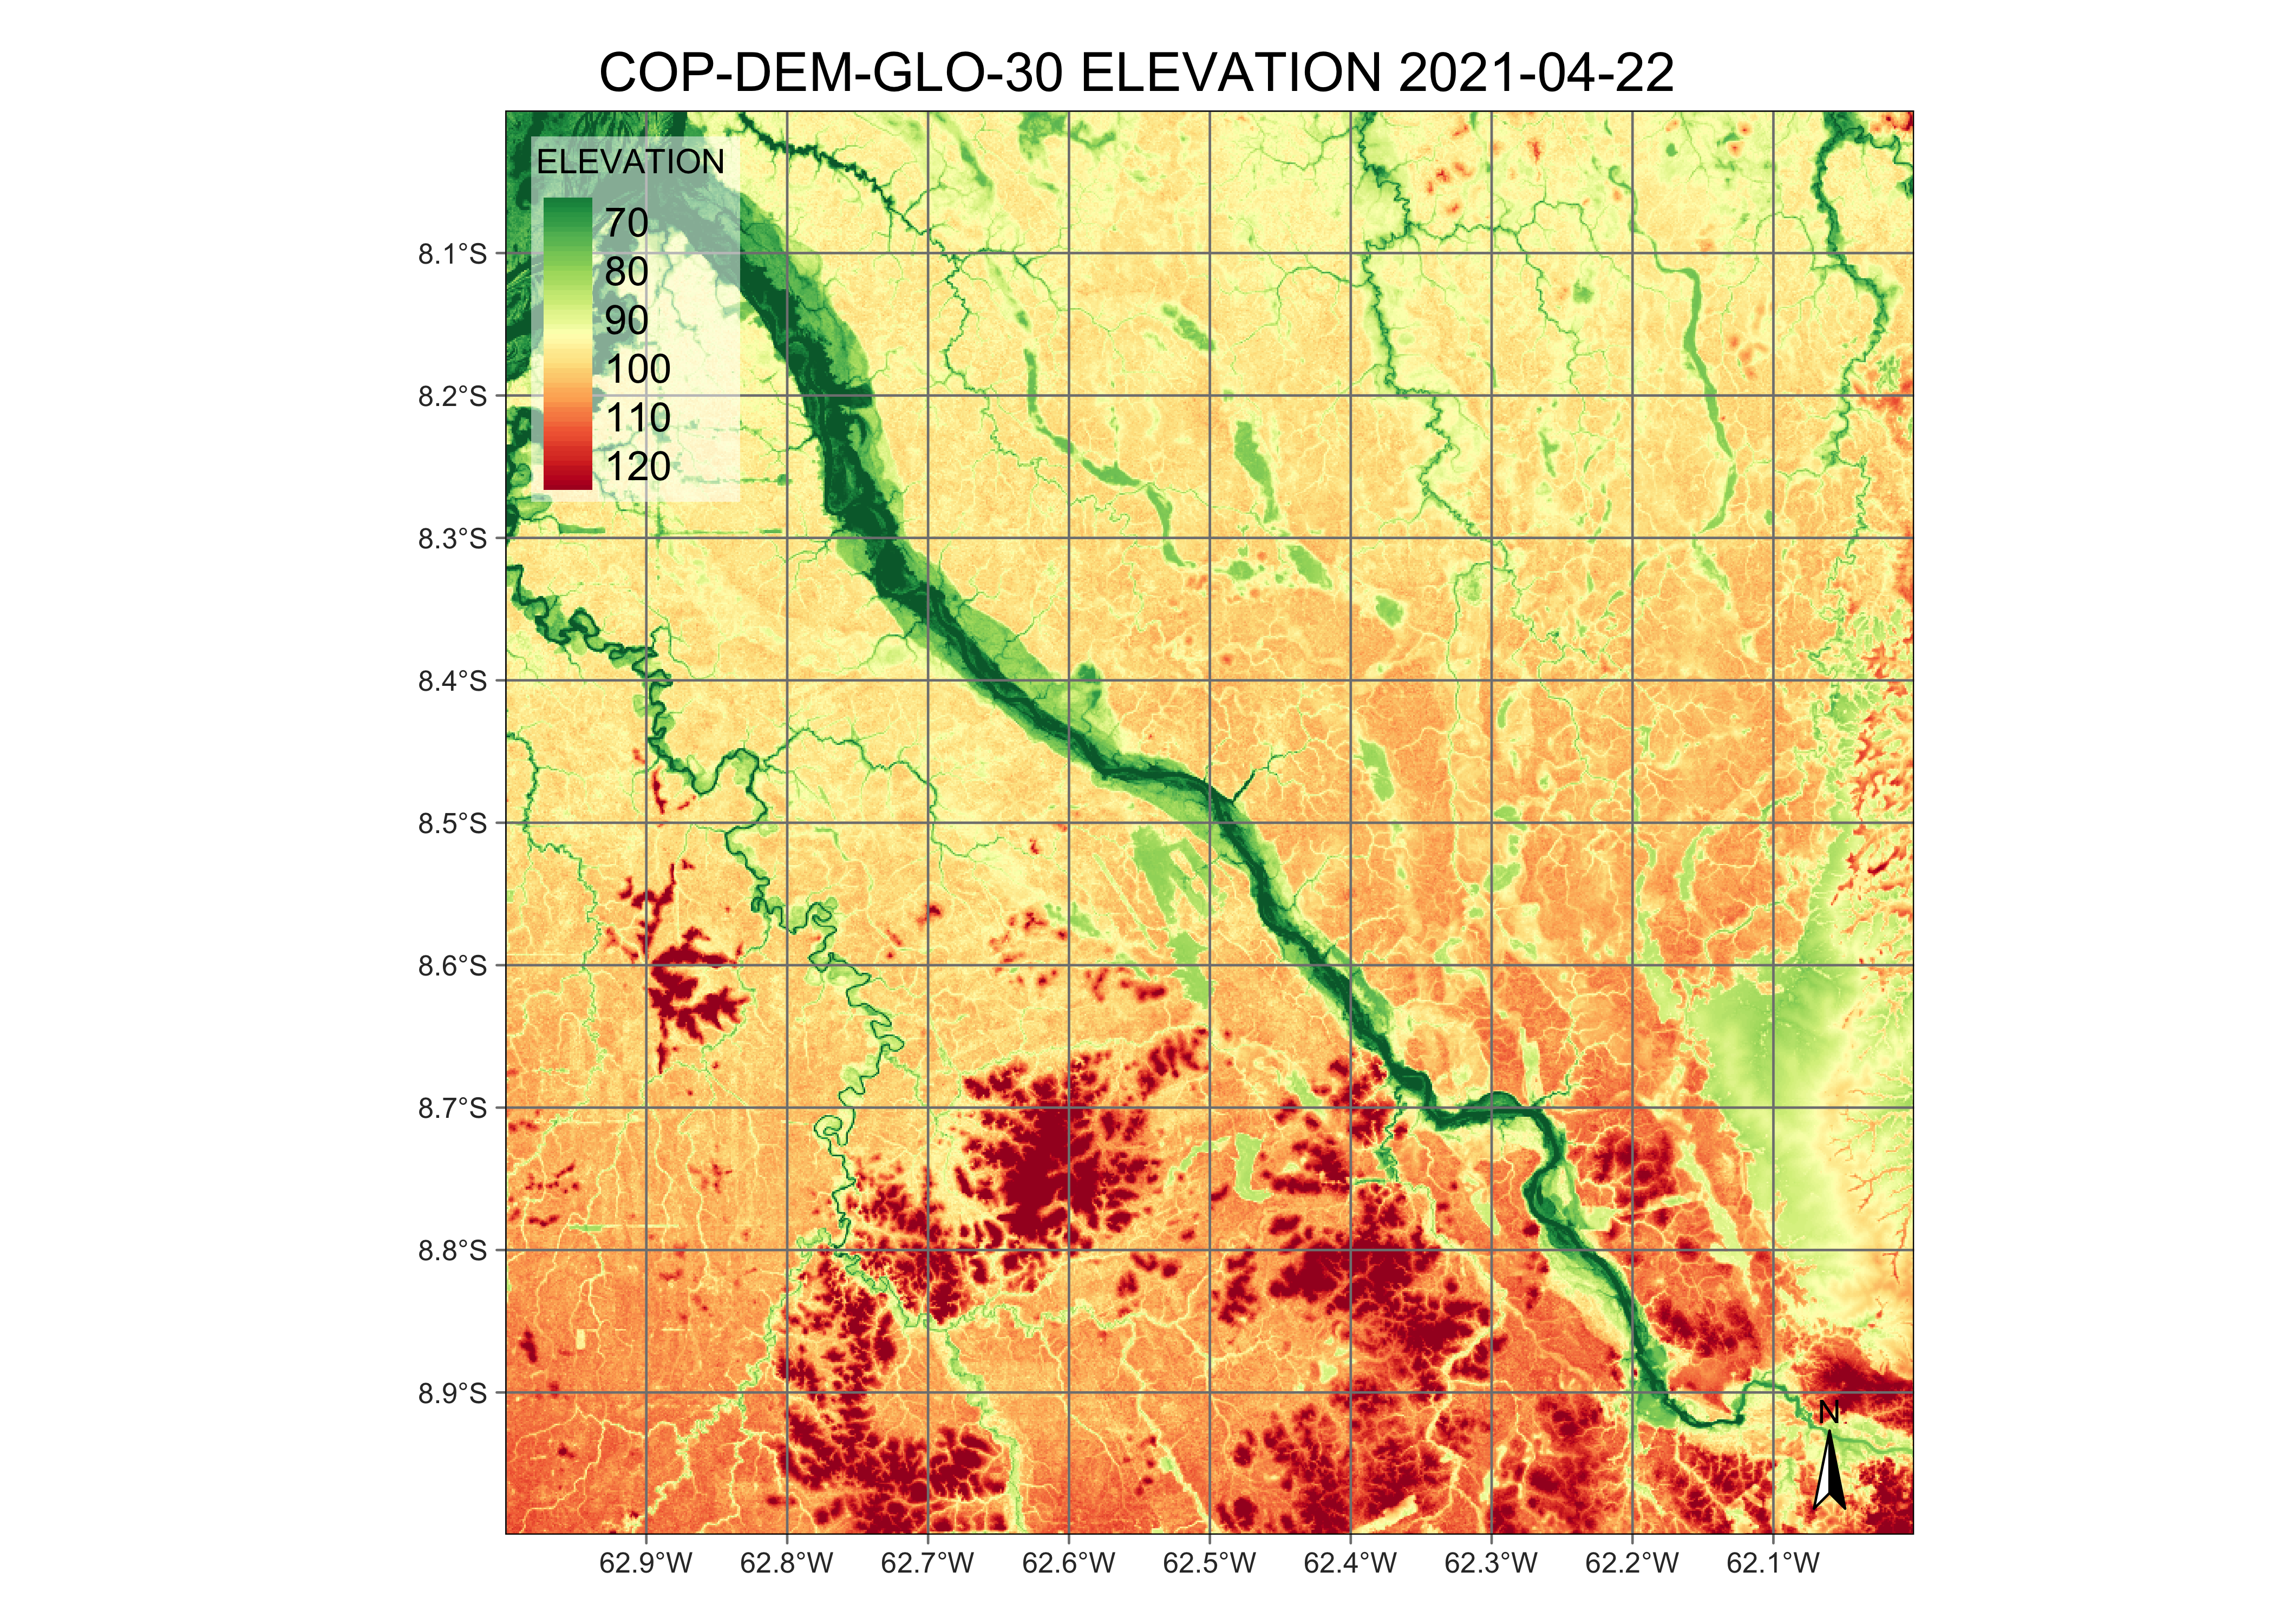 COP-DEM-GLO-30 ELEVATION 2021-04-22
ELEVATION
70
80
90
100
110
120
8.1°S
8.2°S
8.3°S
8.4°S
8.5°S
8.6°S
8.7°S
8.8°S
8.9°S
N
62.9°W 62.8°W 62.7°W 62.6°W 62.5°W 62.4°W 62.3°W 62.2°W 62.1°W